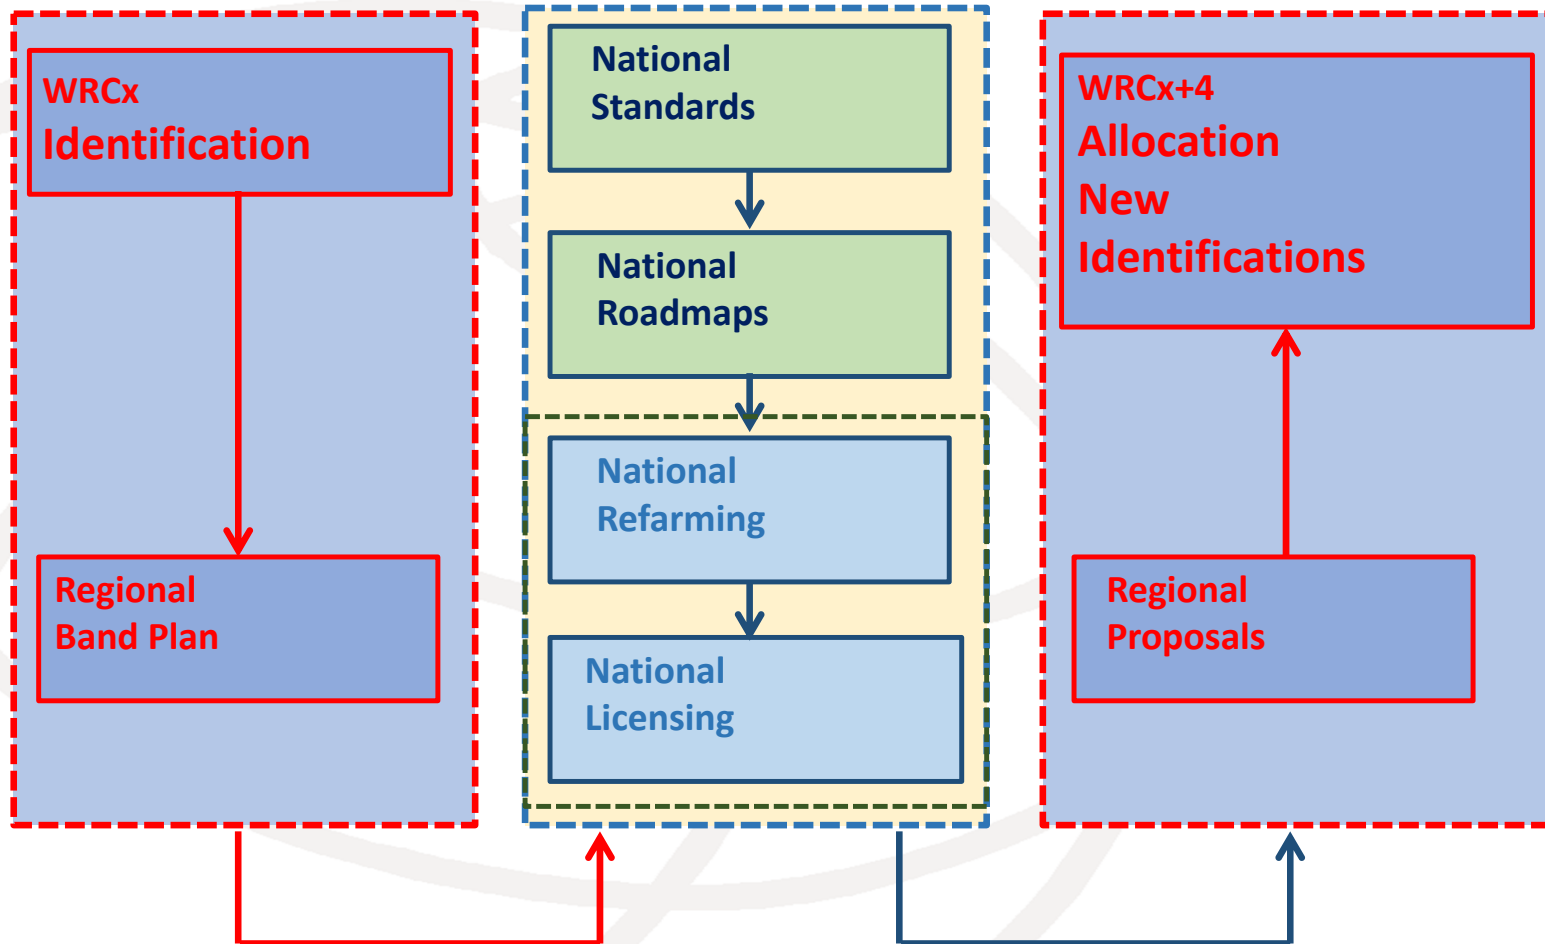 WRCx
Identification
Regional
Band Plan
National
Standards
National
Roadmaps
National
Refarming
National
Licensing
WRCx+4
Allocation
New
Identifications
Regional
Proposals